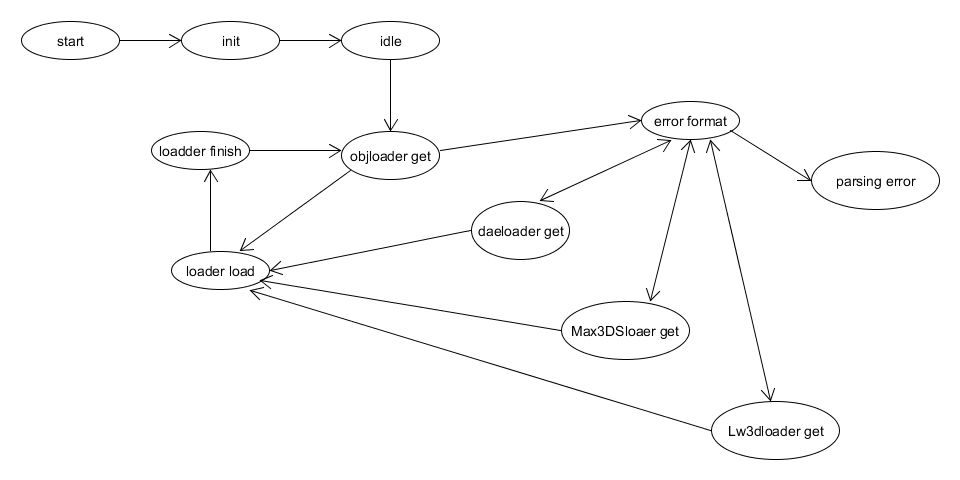 start
init
idle
error format
loadder finish
objloader get
parsing error
daeloader get
loader load
Max3DSloaer get
Lw3dloader get